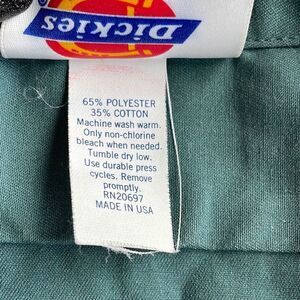 Dickies
65% POLYESTER
35% COTTON
Machine wash warm.
Only non-chlorine
bleach when needed.
Tumble dry low.
Use durable press
cycles. Remove
promptly.
RN20697
MADE IN USA